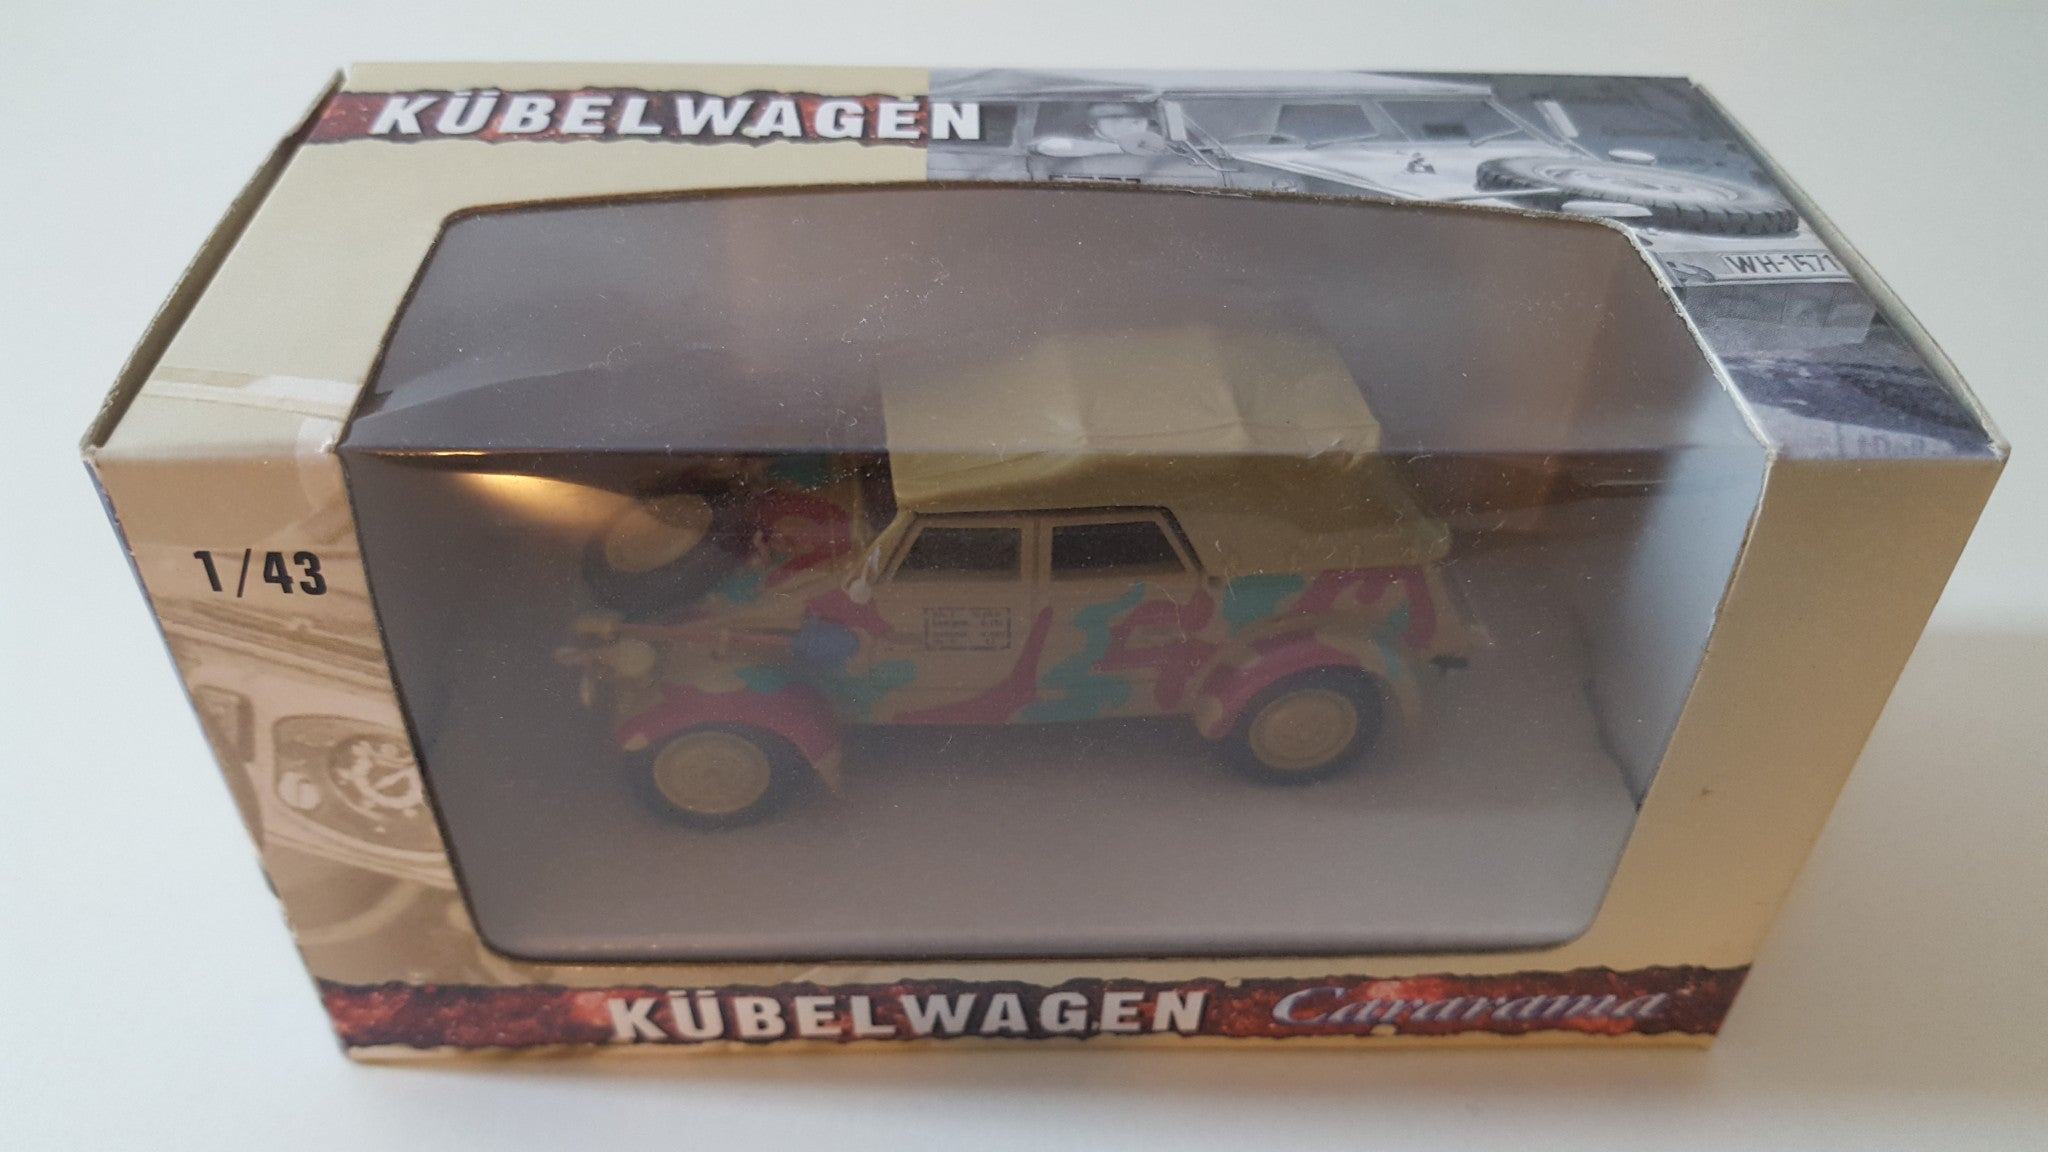 KÜBELWAGEN
WH-1571
1/43
KÜBELWAGEN Cararama